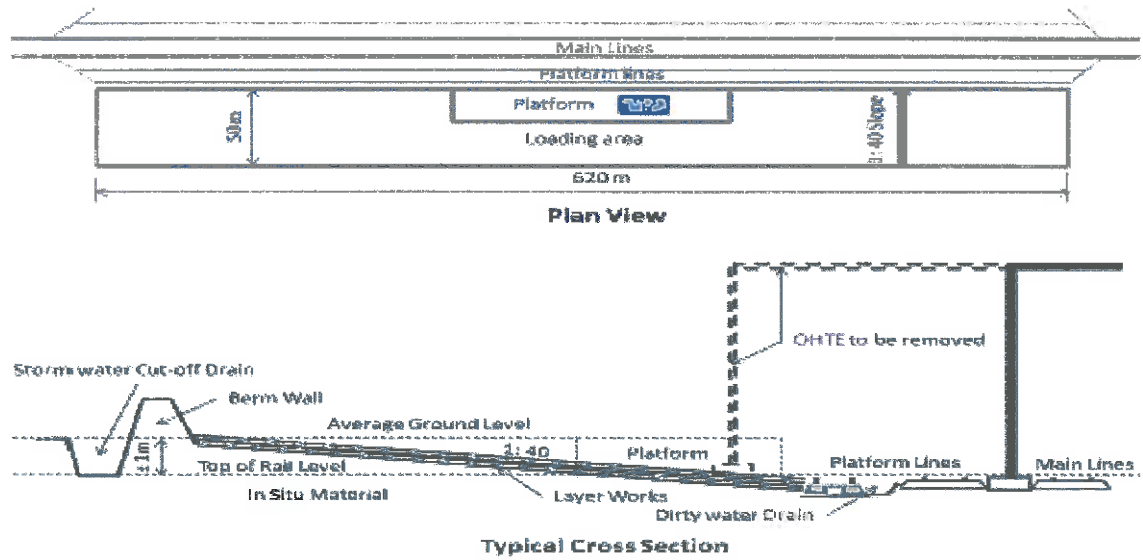 Main Lines
Platform lines
Platform
50m
Loading area
1:40 Slope
620 m
Plan View
OHTE to be removed
Storm water Cut-off Drain
Berm Wall
Average Ground Level
±1m
1:40
Platform
Top of Rail Level
Platform Lines
Main Lines
In Situ Material
Layer Works
Dirty water Drain
Typical Cross Section